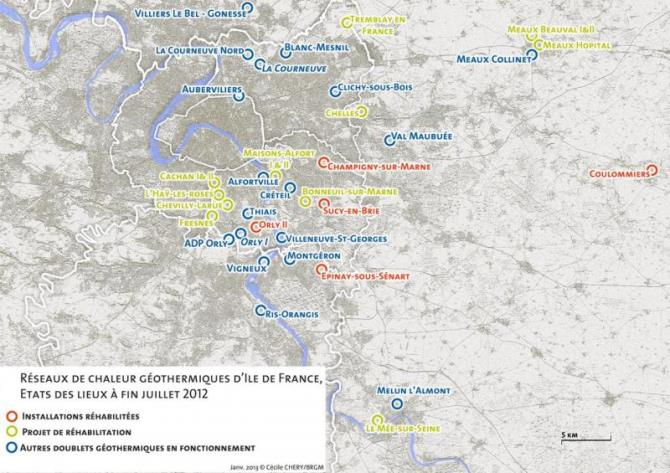 Villiers Le Bel - Gonesse
Tremblay en
France
Meaux Beauval I&II
Meaux Hopital
Meaux Collinet
La Courneuve Nord
Blanc-Mesnil
La Courneuve
Aubervilliers
Clichy-sous-Bois
Chelles
Val Maubuée
Maisons-Alfort
I & II
Champigny-sur-Marne
Coulommiers
Cachan I& II
Alfortville
L'Hay-les-roses
Créteil
Bonneuil-sur-Marne
Chevilly-Larue
Thiais
Sucy-en-Brie
Fresnes
Orly II
ADP Orly
Orly I
Villeneuve-St-Georges
Montgéron
Vigneux
Epinay-sous-Sénart
Ris-Orangis
Réseaux de chaleur géothermiques d'Ile de France,
Etats des lieux à fin juillet 2012
Installations réhabilitées
Projet de réhabilitation
Autres doublets géothermiques en fonctionnement
Janv. 2013 © Cécile CHERY/BRGM
Melun l'Almont
Le Mée-sur-Seine
5 km